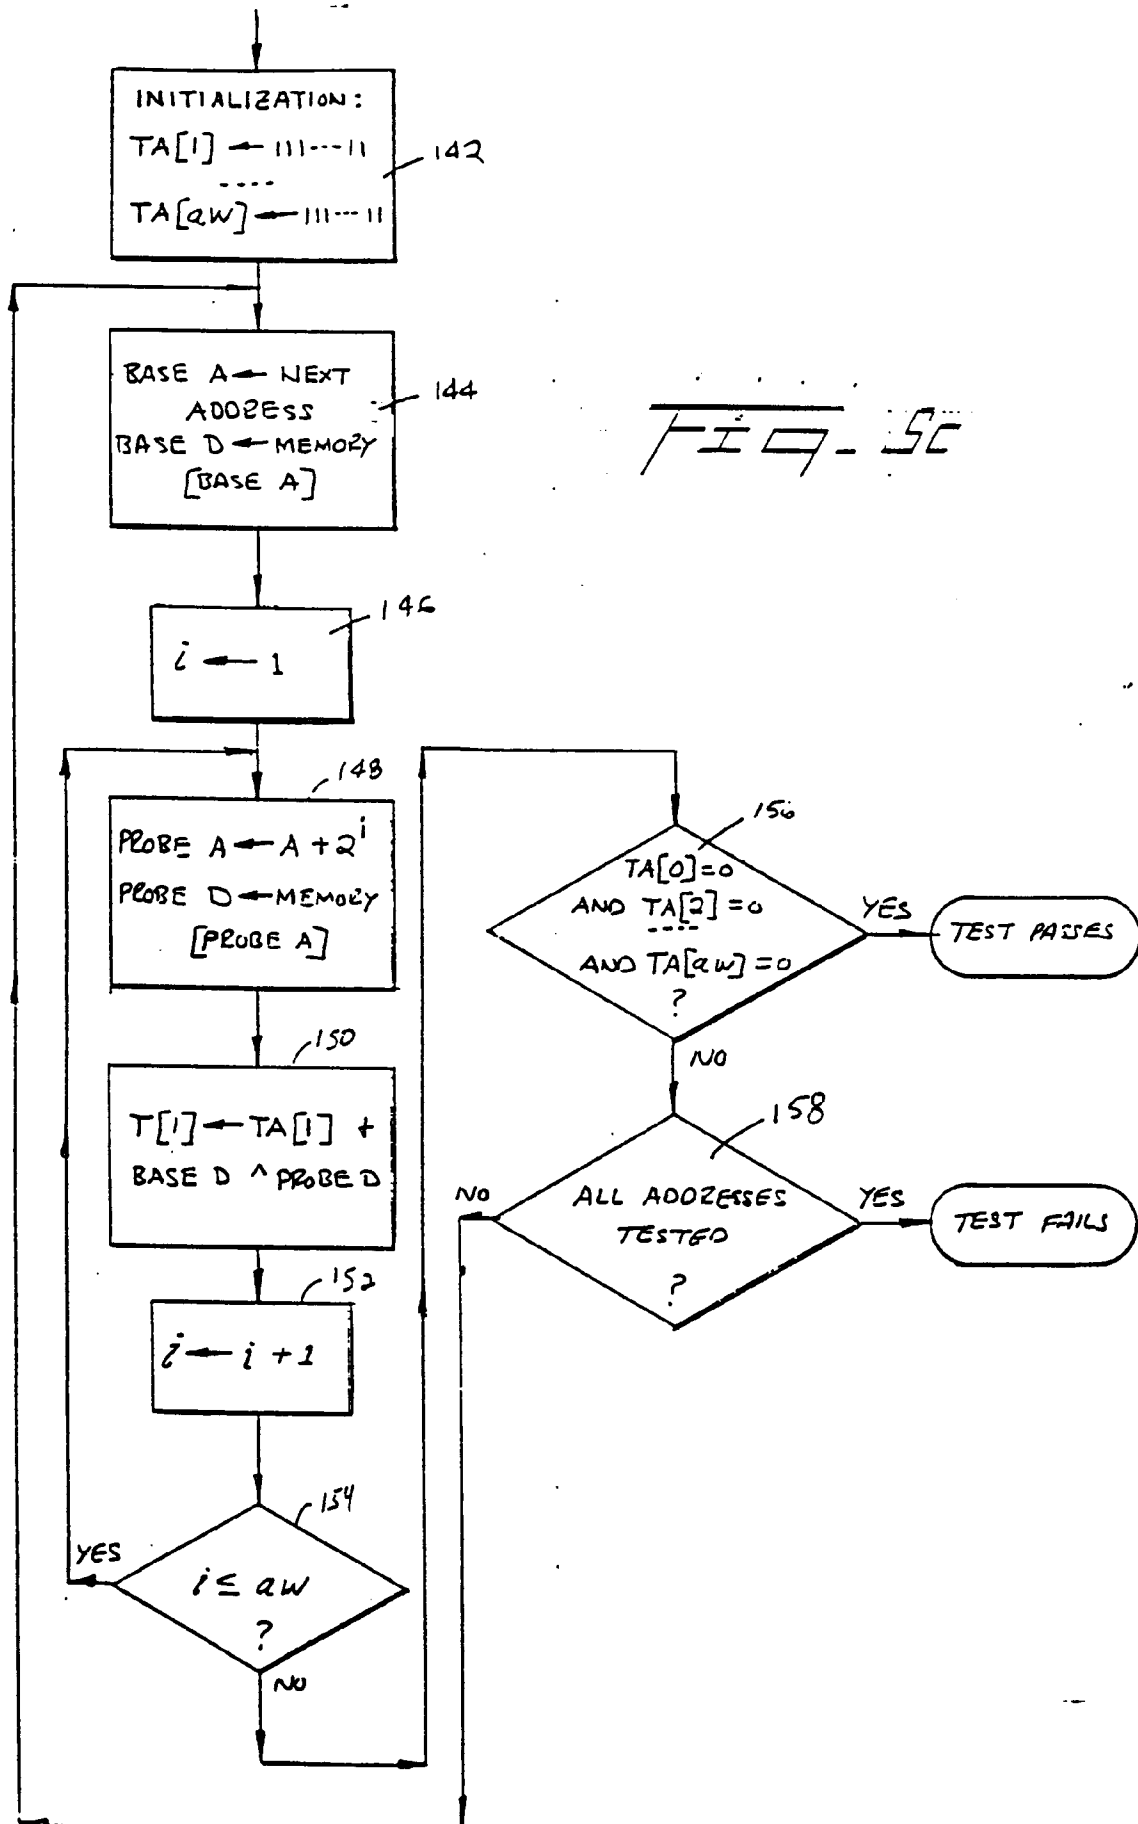 INITIALIZATION:
TA[1] ← 111---11
----
TA[aw] ← 111---11
142
BASE A ← NEXT
ADDRESS
BASE D ← MEMORY
[BASE A]
144
Fig. 5c
i ← 1
146
148
PROBE A ← A + 2^i
PROBE D ← MEMORY
[PROBE A]
150
T[1] ← TA[1] +
BASE D ^ PROBE D
152
i ← i + 1
154
i ≤ aw
?
YES
NO
156
TA[0]=0
AND TA[2]=0
----
AND TA[aw]=0
?
YES
TEST PASSES
NO
158
ALL ADDRESSES
TESTED
?
NO
YES
TEST FAILS